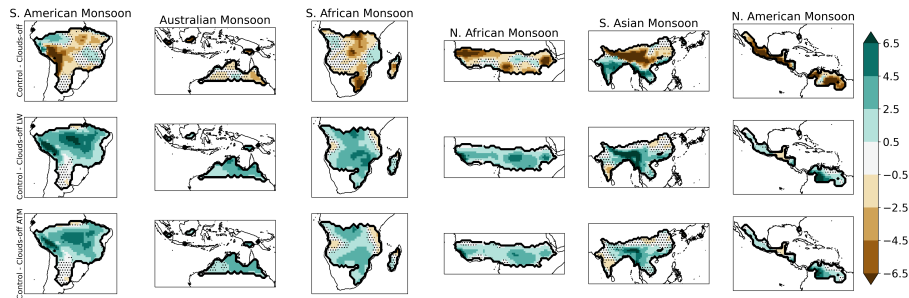 S. American Monsoon
Australian Monsoon
S. African Monsoon
N. African Monsoon
S. Asian Monsoon
N. American Monsoon
Control - Clouds-off
Control - Clouds-off LW
Control - Clouds-off ATM
6.5
4.5
2.5
0.5
−0.5
−2.5
−4.5
−6.5